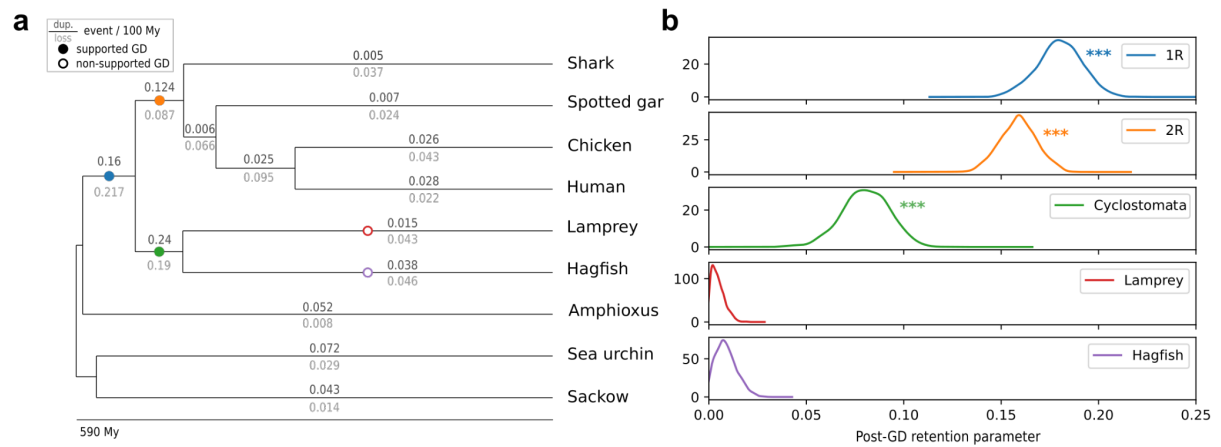 a
dup.
loss
event / 100 My
supported GD
non-supported GD
0.005
0.037
Shark
0.124
0.087
0.007
0.024
Spotted gar
0.006
0.066
0.026
0.043
Chicken
0.025
0.095
0.16
0.217
0.028
0.022
Human
0.015
0.043
Lamprey
0.24
0.19
0.038
0.046
Hagfish
0.052
0.008
Amphioxus
0.072
0.029
Sea urchin
0.043
0.014
Sackow
590 My
b
20
0
***
1R
25
0
***
2R
20
0
***
Cyclostomata
100
0
Lamprey
50
0
Hagfish
0.00 0.05 0.10 0.15 0.20 0.25
Post-GD retention parameter